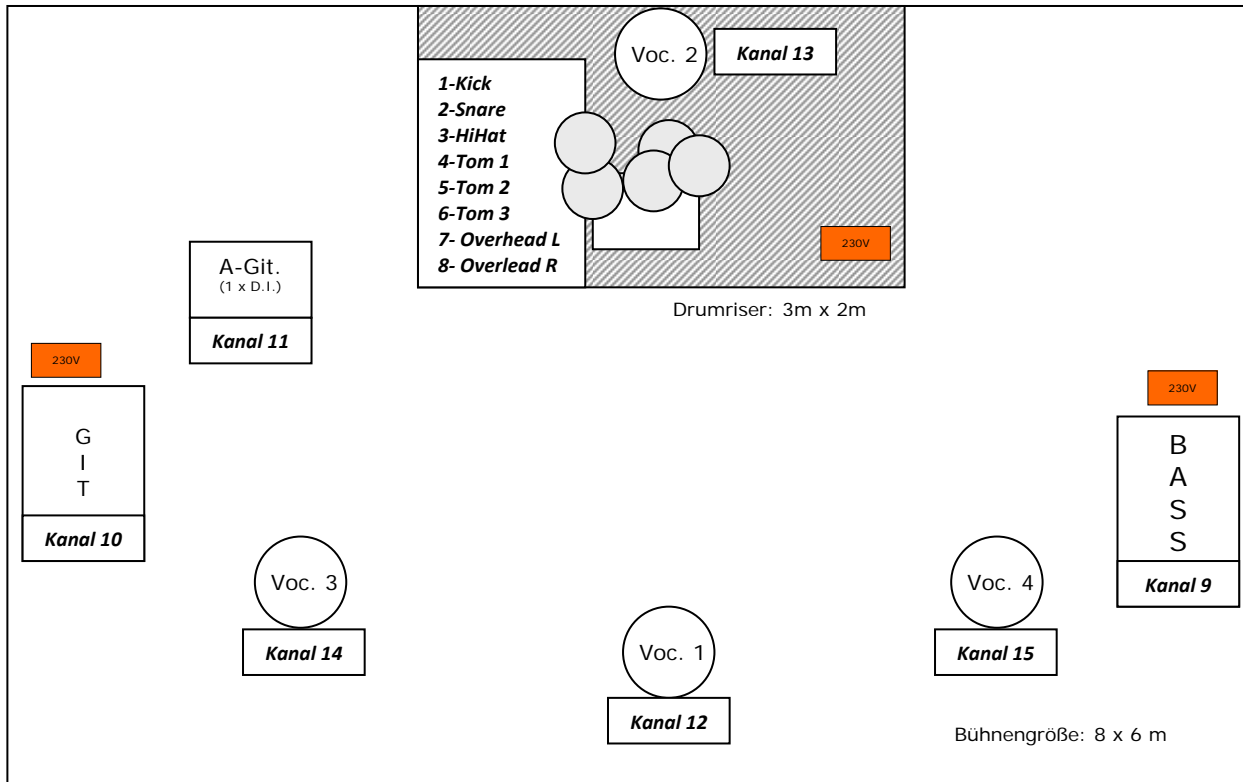 Voc. 2
Kanal 13
1-Kick
2-Snare
3-HiHat
4-Tom 1
5-Tom 2
6-Tom 3
7- Overhead L
8- Overlead R
230V
Drumriser: 3m x 2m
A-Git.
(1 x D.I.)
Kanal 11
230V
G
I
T
Kanal 10
230V
B
A
S
S
Kanal 9
Voc. 3
Kanal 14
Voc. 1
Kanal 12
Voc. 4
Kanal 15
Bühnengröße: 8 x 6 m